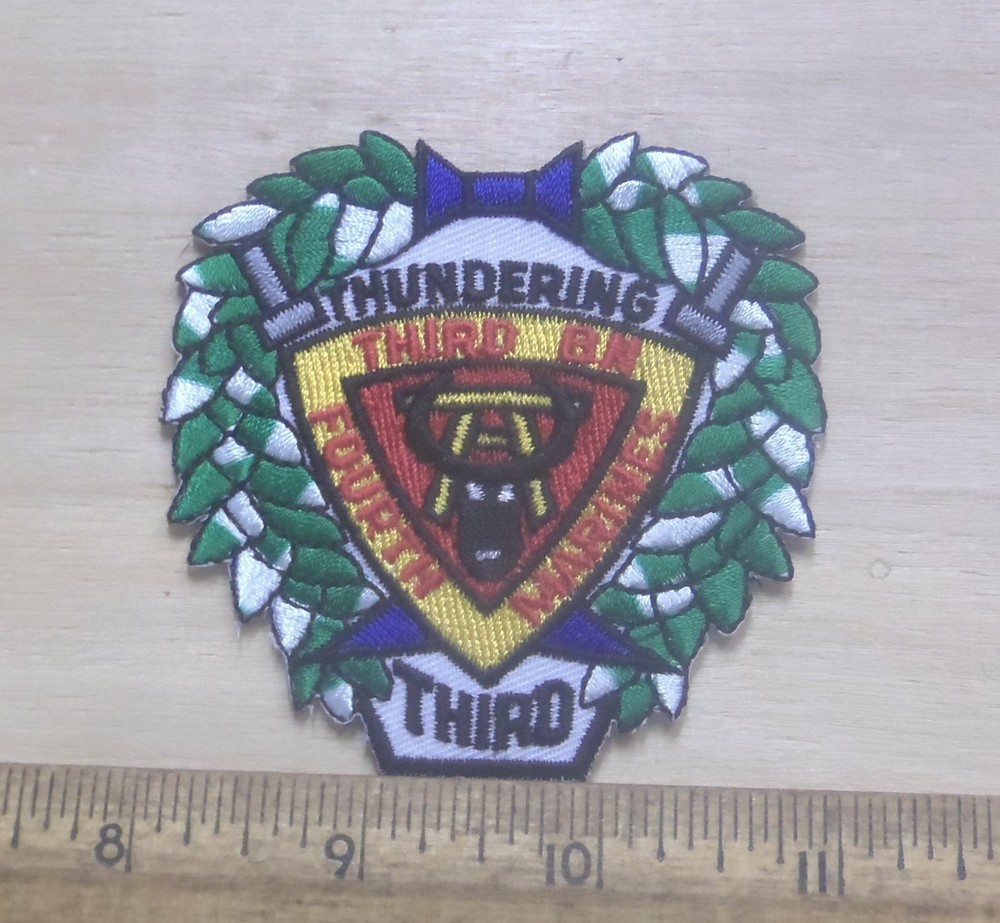 THUNDERING
THIRD BN
FOURTH
MARINES
THIRD
8 9 10 11